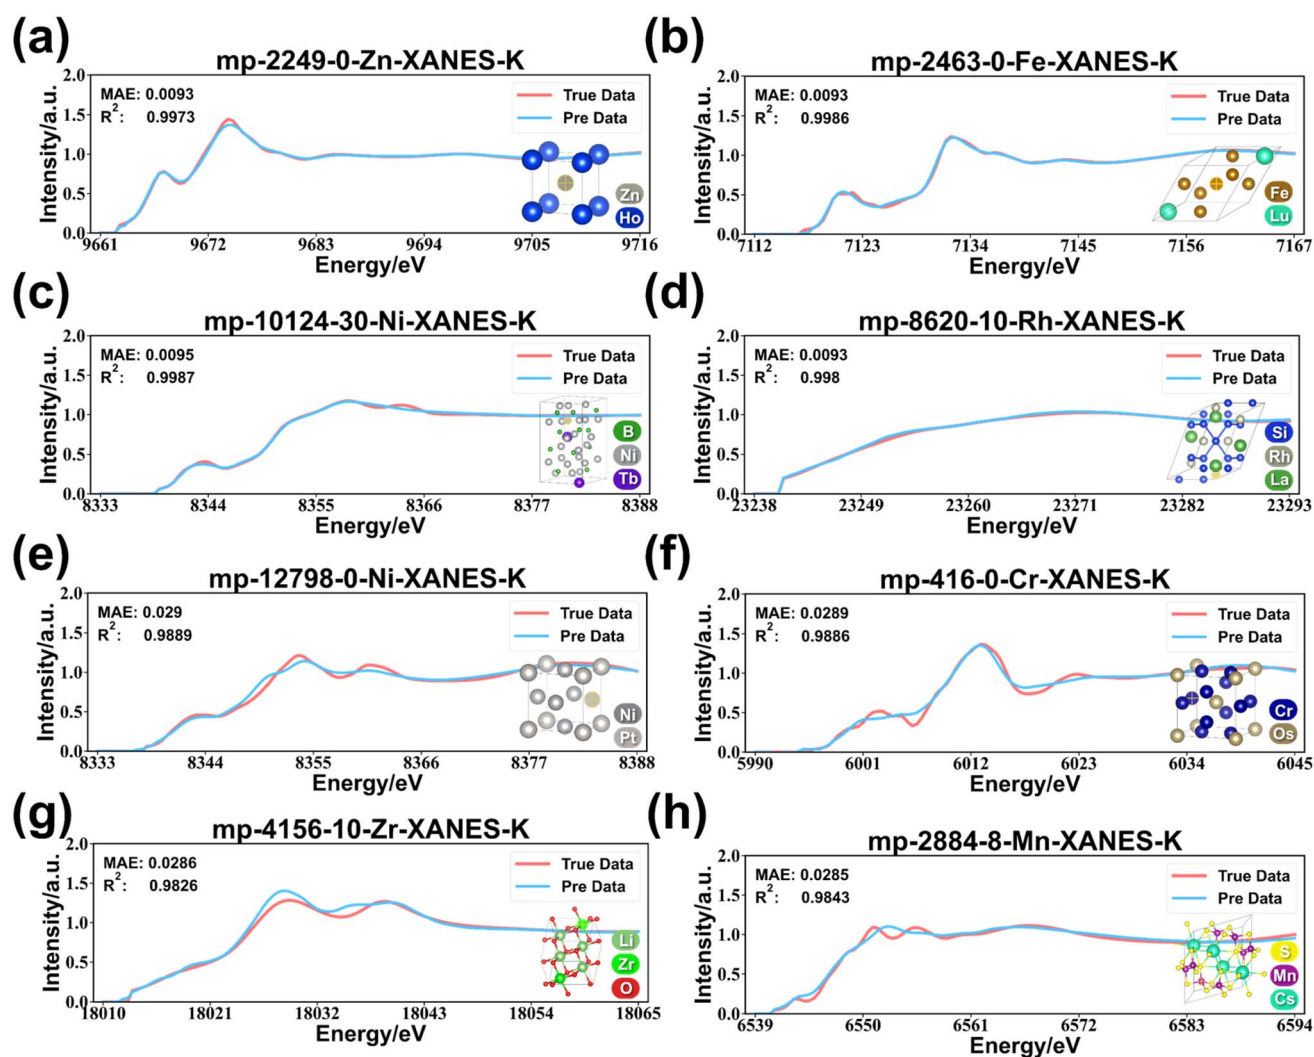 (a)
mp-2249-0-Zn-XANES-K
MAE: 0.0093
R²: 0.9973
True Data
Pre Data
Zn
Ho
Intensity/a.u.
2.0
1.5
1.0
0.5
0.0
9661 9672 9683 9694 9705 9716
Energy/eV
(b)
mp-2463-0-Fe-XANES-K
MAE: 0.0093
R²: 0.9986
True Data
Pre Data
Fe
Lu
Intensity/a.u.
2.0
1.5
1.0
0.5
0.0
7112 7123 7134 7145 7156 7167
Energy/eV
(c)
mp-10124-30-Ni-XANES-K
MAE: 0.0095
R²: 0.9987
True Data
Pre Data
B
Ni
Tb
Intensity/a.u.
2.0
1.5
1.0
0.5
0.0
8333 8344 8355 8366 8377 8388
Energy/eV
(d)
mp-8620-10-Rh-XANES-K
MAE: 0.0093
R²: 0.998
True Data
Pre Data
Si
Rh
La
Intensity/a.u.
2.0
1.5
1.0
0.5
0.0
23238 23249 23260 23271 23282 23293
Energy/eV
(e)
mp-12798-0-Ni-XANES-K
MAE: 0.029
R²: 0.9889
True Data
Pre Data
Ni
Pt
Intensity/a.u.
2.0
1.5
1.0
0.5
0.0
8333 8344 8355 8366 8377 8388
Energy/eV
(f)
mp-416-0-Cr-XANES-K
MAE: 0.0289
R²: 0.9886
True Data
Pre Data
Cr
Os
Intensity/a.u.
2.0
1.5
1.0
0.5
0.0
5990 6001 6012 6023 6034 6045
Energy/eV
(g)
mp-4156-10-Zr-XANES-K
MAE: 0.0286
R²: 0.9826
True Data
Pre Data
Li
Zr
O
Intensity/a.u.
2.0
1.5
1.0
0.5
0.0
18010 18021 18032 18043 18054 18065
Energy/eV
(h)
mp-2884-8-Mn-XANES-K
MAE: 0.0285
R²: 0.9843
True Data
Pre Data
S
Mn
Cs
Intensity/a.u.
2.0
1.5
1.0
0.5
0.0
6539 6550 6561 6572 6583 6594
Energy/eV